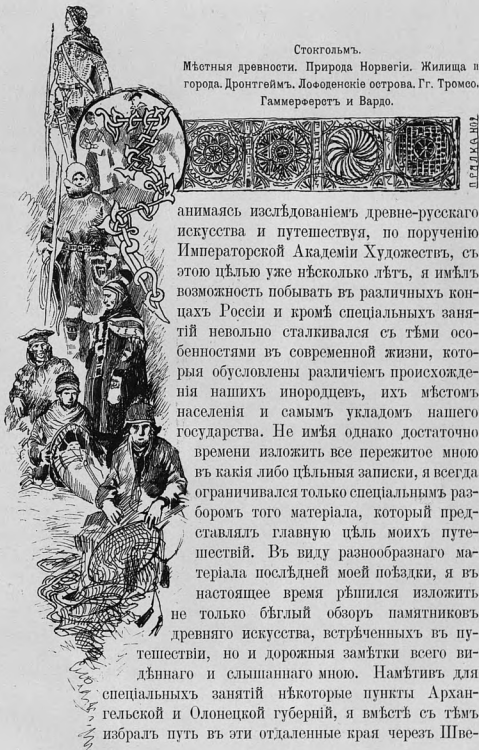 Стокгольмъ.
Мѣстныя древности. Природа Норвегіи. Жилища и
города. Дронтгеймъ. Лофоденскіе острова. Гг. Тромсо,
Гаммерферстъ и Вардо.
ПРЯЛКА НОР
анимаясь изслѣдованіемъ древне-русскаго
искусства и путешествуя, по порученію
Императорской Академіи Художествъ, съ
этою цѣлью уже нѣсколько лѣтъ, я имѣлъ
возможность побывать въ различныхъ кон-
цахъ Россіи и кромѣ спеціальныхъ заня-
тій невольно сталкивался съ тѣми осо-
бенностями въ современной жизни, кото-
рыя обусловлены различіемъ происхожде-
нія нашихъ инородцевъ, ихъ мѣстомъ
населенія и самымъ укладомъ нашего
государства. Не имѣя однако достаточно
времени изложить все пережитое мною
въ какія либо цѣльныя записки, я всегда
ограничивался только спеціальнымъ раз-
боромъ того матеріала, который пред-
ставлялъ главную цѣль моихъ путе-
шествій. Въ виду разнообразнаго ма-
теріала послѣдней моей поѣздки, я въ
настоящее время рѣшился изложить
не только бѣглый обзоръ памятниковъ
древняго искусства, встрѣченныхъ въ пу-
тешествіи, но и дорожныя замѣтки всего ви-
дѣннаго и слышаннаго мною. Намѣтивъ для
спеціальныхъ занятій нѣкоторые пункты Архан-
гельской и Олонецкой губерній, я вмѣстѣ съ тѣмъ
избралъ путь въ эти отдаленные края черезъ Шве-